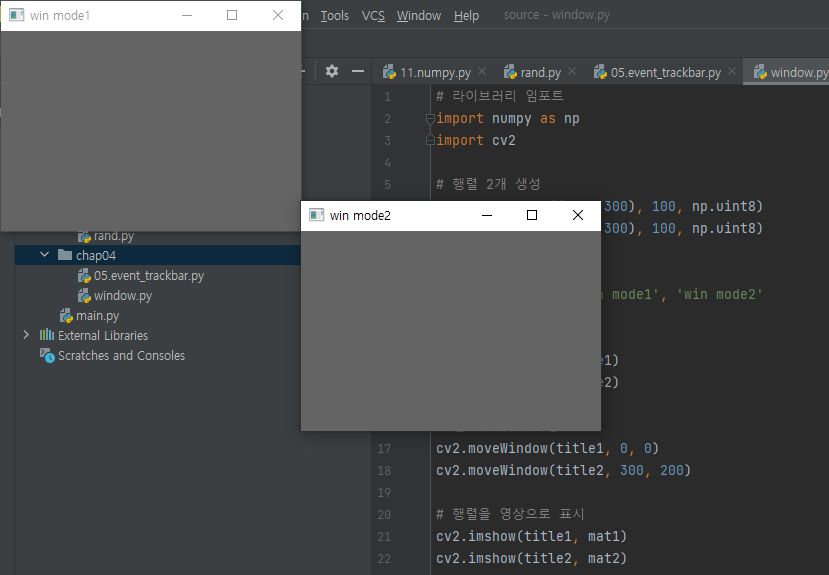 win mode1
n Tools VCS Window Help source - window.py
11.numpy.py rand.py 05.event_trackbar.py window.py
1 # 라이브러리 임포트
2 import numpy as np
3 import cv2
4
5 # 행렬 2개 생성
300), 100, np.uint8)
300), 100, np.uint8)
mode1', 'win mode2'
e1)
e2)
17 cv2.moveWindow(title1, 0, 0)
18 cv2.moveWindow(title2, 300, 200)
19
20 # 행렬을 영상으로 표시
21 cv2.imshow(title1, mat1)
22 cv2.imshow(title2, mat2)
win mode2
rand.py
chap04
05.event_trackbar.py
window.py
main.py
External Libraries
Scratches and Consoles